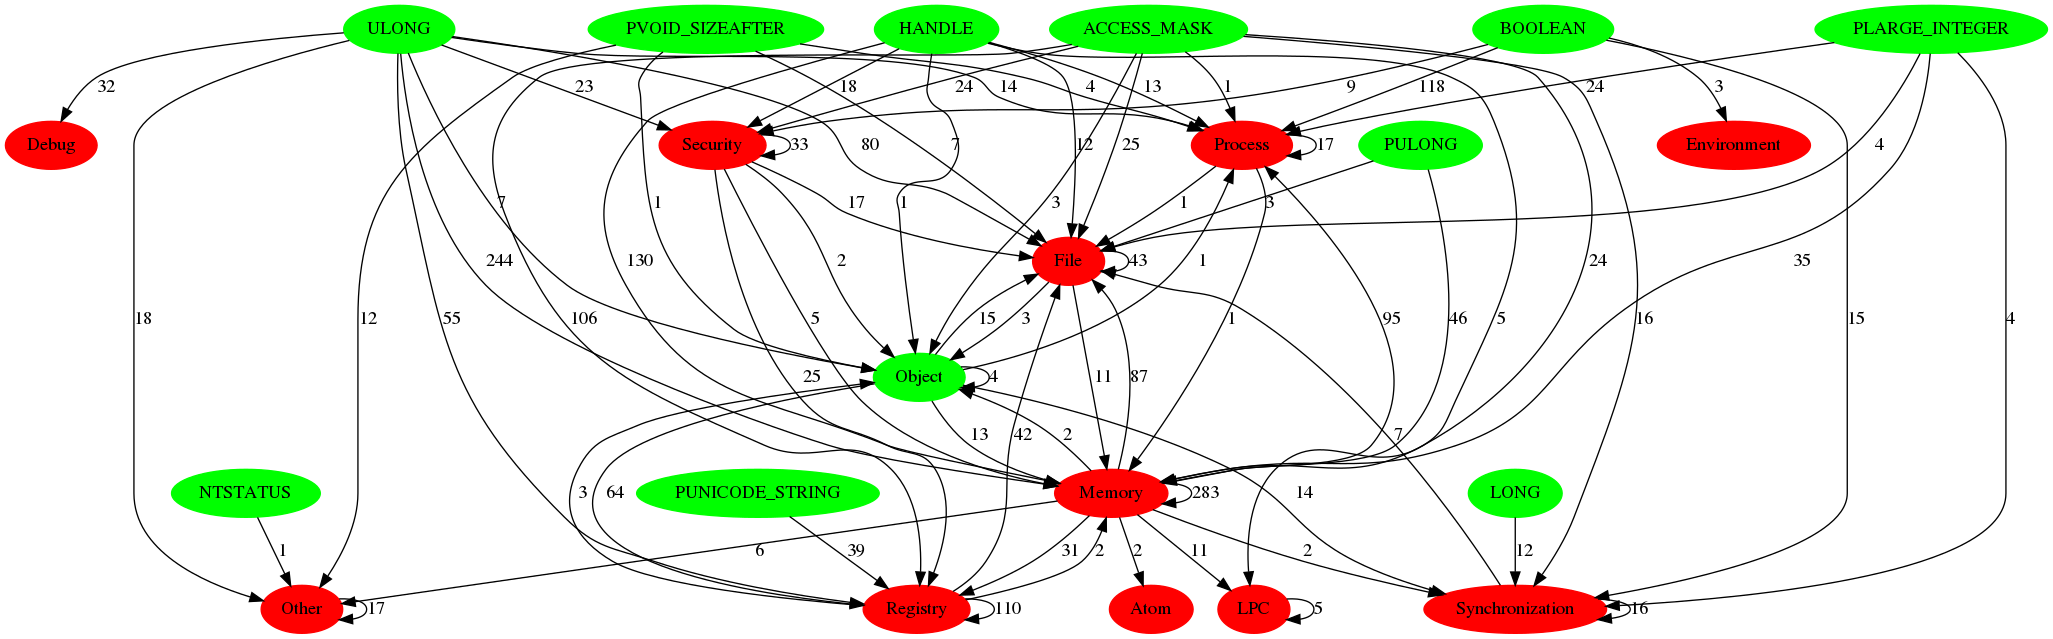 ULONG PVOID_SIZEAFTER HANDLE ACCESS_MASK BOOLEAN PLARGE_INTEGER
32 23 18 24 14 4 13 1 9 118 3 24
Debug Security 33 80 7 12 25 Process 17 PULONG Environment 4
7 1 17 1 3 1 3
File 43
244 130 2 1 24 35
18 12 55 106 5 15 3 1 95 46 5 16 15 4
25 Object 4 11 87
13 42 2 7
NTSTATUS 3 64 PUNICODE_STRING Memory 283 14 LONG
1 6 39 31 2 2 11 2 12
Other 17 Registry 110 Atom LPC 5 Synchronization 16